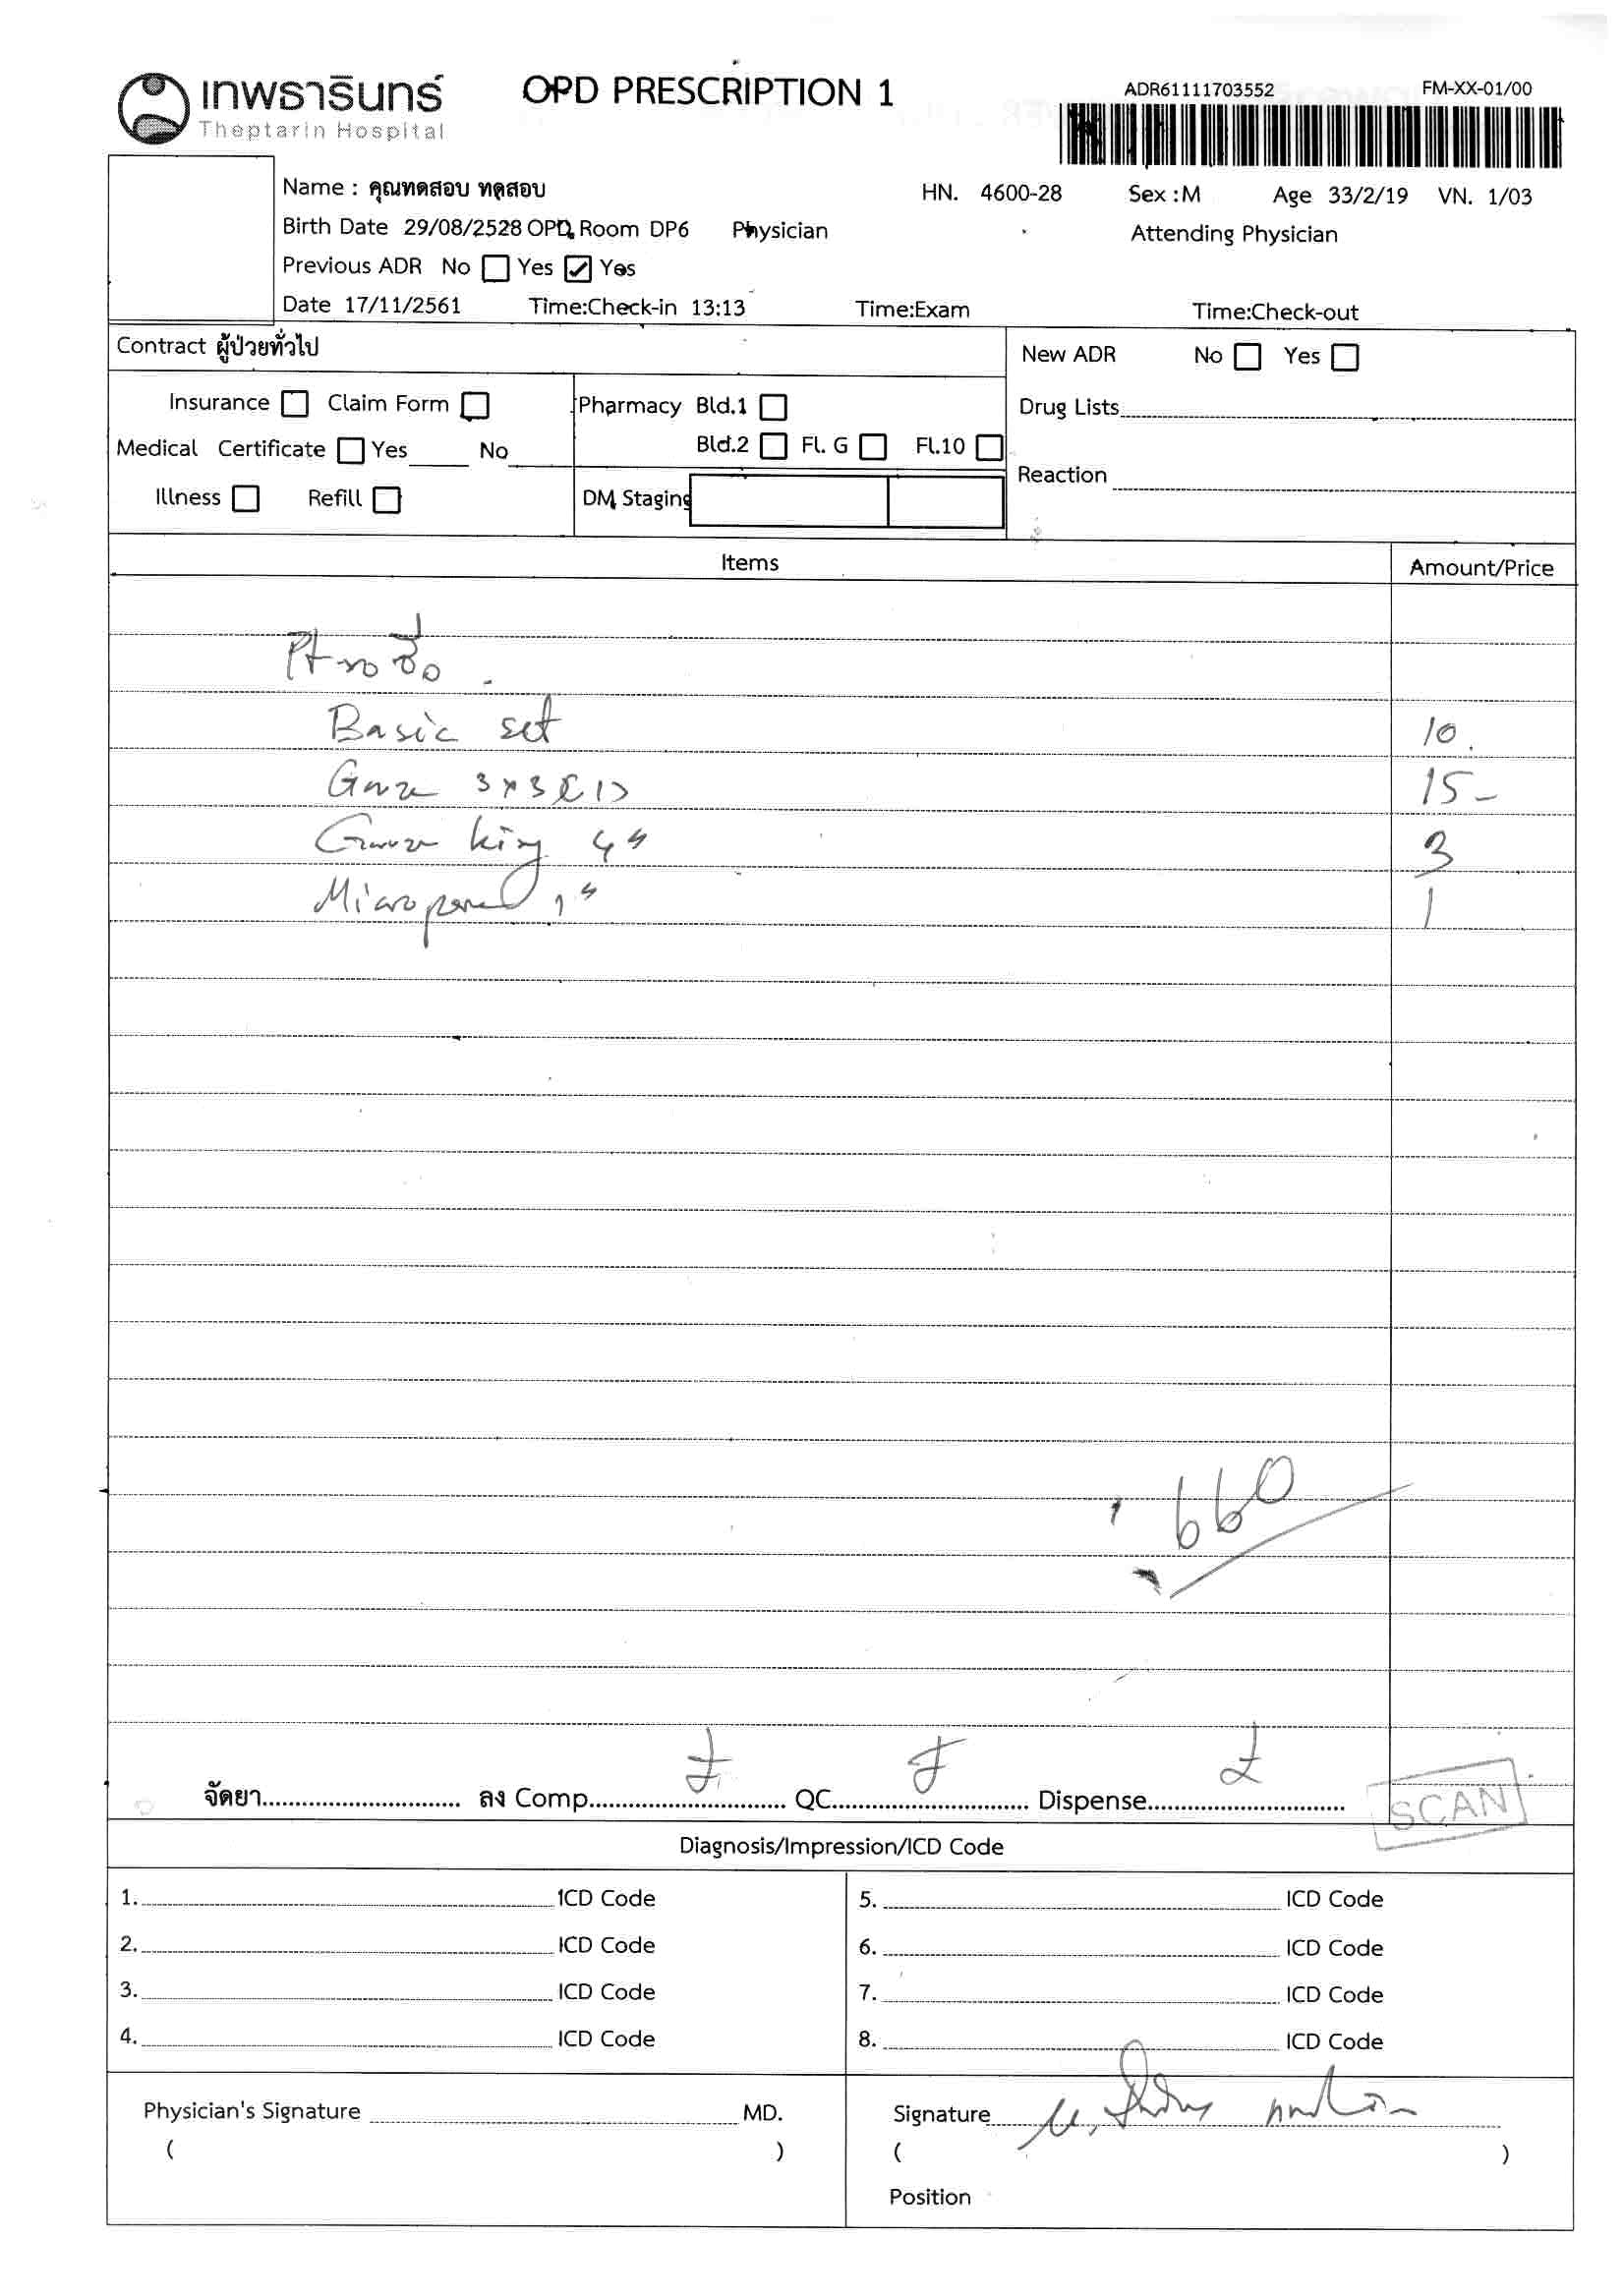 เทพธารินทร์
Theptarin Hospital
OPD PRESCRIPTION 1
ADR61111703552 FM-XX-01/00
Name : คุณทดสอบ ทดสอบ HN. 4600-28 Sex :M Age 33/2/19 VN. 1/03
Birth Date 29/08/2528 OPD, Room DP6 Physician Attending Physician
Previous ADR No Yes Yes
Date 17/11/2561 Time:Check-in 13:13 Time:Exam Time:Check-out
Contract ผู้ป่วยทั่วไป
New ADR No Yes
Insurance Claim Form Pharmacy Bld.1
Drug Lists
Medical Certificate Yes No Bld.2 Fl. G Fl.10
Reaction
Illness Refill DM, Staging
Items Amount/Price
Pt ขอซื้อ
Basic set 10
Gauze 3x3 (1) 15-
Gauze king 4" 3
Micropore 1" 1
660
จัดยา ลง Comp QC Dispense
SCAN
Diagnosis/Impression/ICD Code
1. ICD Code 5. ICD Code
2. ICD Code 6. ICD Code
3. ICD Code 7. ICD Code
4. ICD Code 8. ICD Code
Physician's Signature MD. Signature
( ) ( )
Position